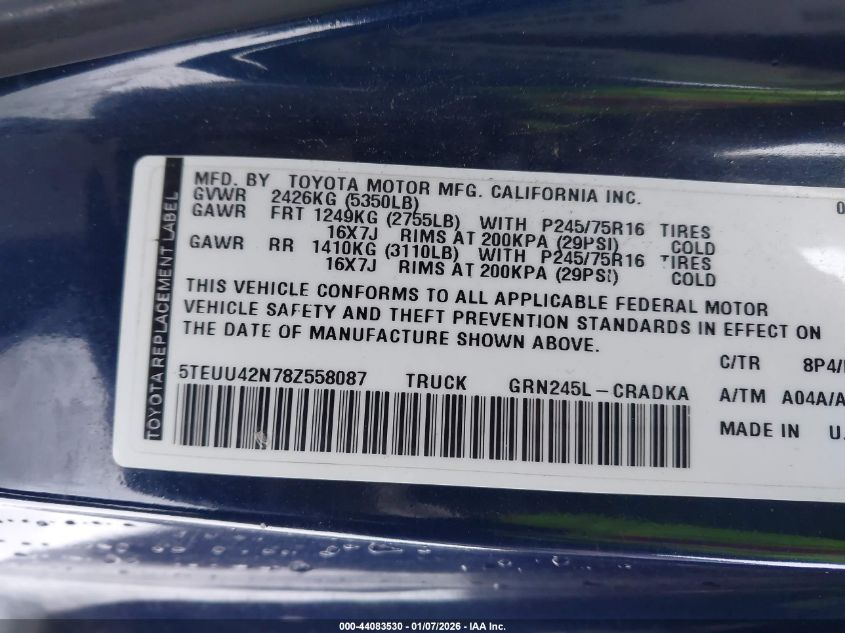 TOYOTA REPLACEMENT LABEL
MFD. BY TOYOTA MOTOR MFG. CALIFORNIA INC. 0
GVWR 2426KG (5350LB)
GAWR FRT 1249KG (2755LB) WITH P245/75R16 TIRES
16X7J RIMS AT 200KPA (29PSI) COLD
GAWR RR 1410KG (3110LB) WITH P245/75R16 TIRES
16X7J RIMS AT 200KPA (29PSI) COLD
THIS VEHICLE CONFORMS TO ALL APPLICABLE FEDERAL MOTOR
VEHICLE SAFETY AND THEFT PREVENTION STANDARDS IN EFFECT ON
THE DATE OF MANUFACTURE SHOWN ABOVE.
C/TR 8P4/
5TEUU42N78Z558087 TRUCK GRN245L-CRADKA
A/TM A04A/A
MADE IN U.
000-44083530 - 01/07/2026 - IAA Inc.